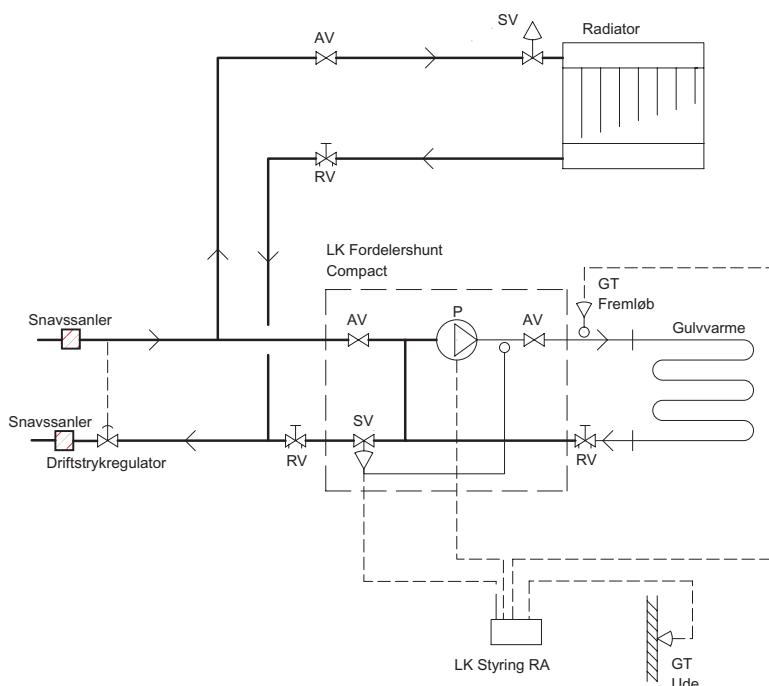 SV
AV
Radiator
RV
LK Fordelershunt
Compact
GT
Fremløb
Snavssanler
AV
P
AV
Gulvvarme
Snavssanler
SV
Driftstrykregulator
RV
RV
LK Styring RA
GT
Ude